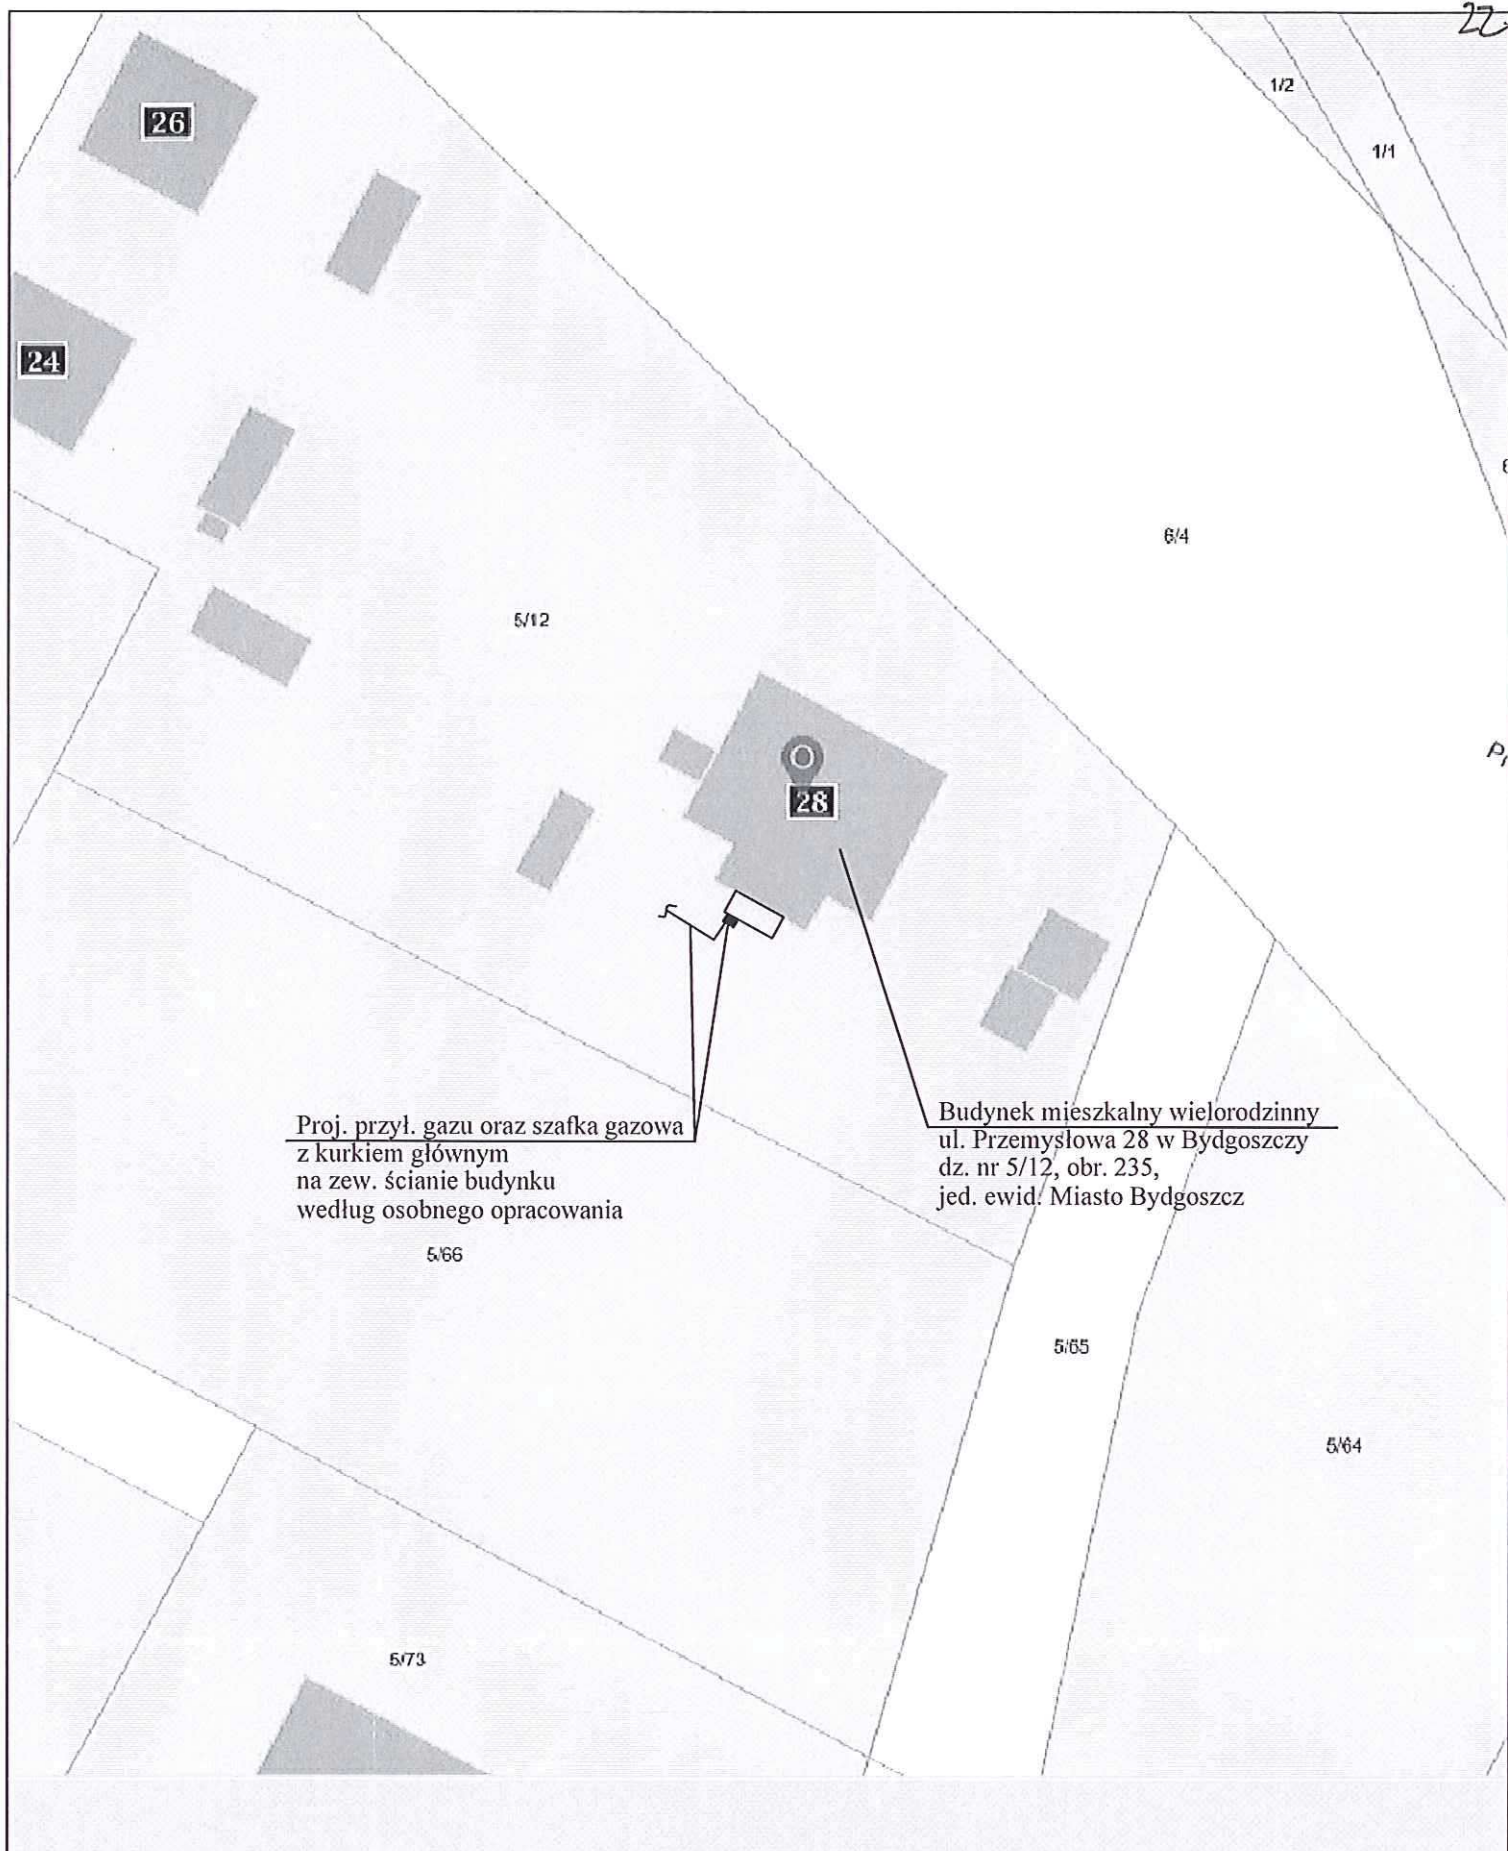 22
1/2
26
1/1
24
6/4
5/12
28
Proj. przył. gazu oraz szafka gazowa
z kurkiem głównym
na zew. ścianie budynku
według osobnego opracowania
Budynek mieszkalny wielorodzinny
ul. Przemysłowa 28 w Bydgoszczy
dz. nr 5/12, obr. 235,
jed. ewid. Miasto Bydgoszcz
5/66
5/65
5/64
5/73